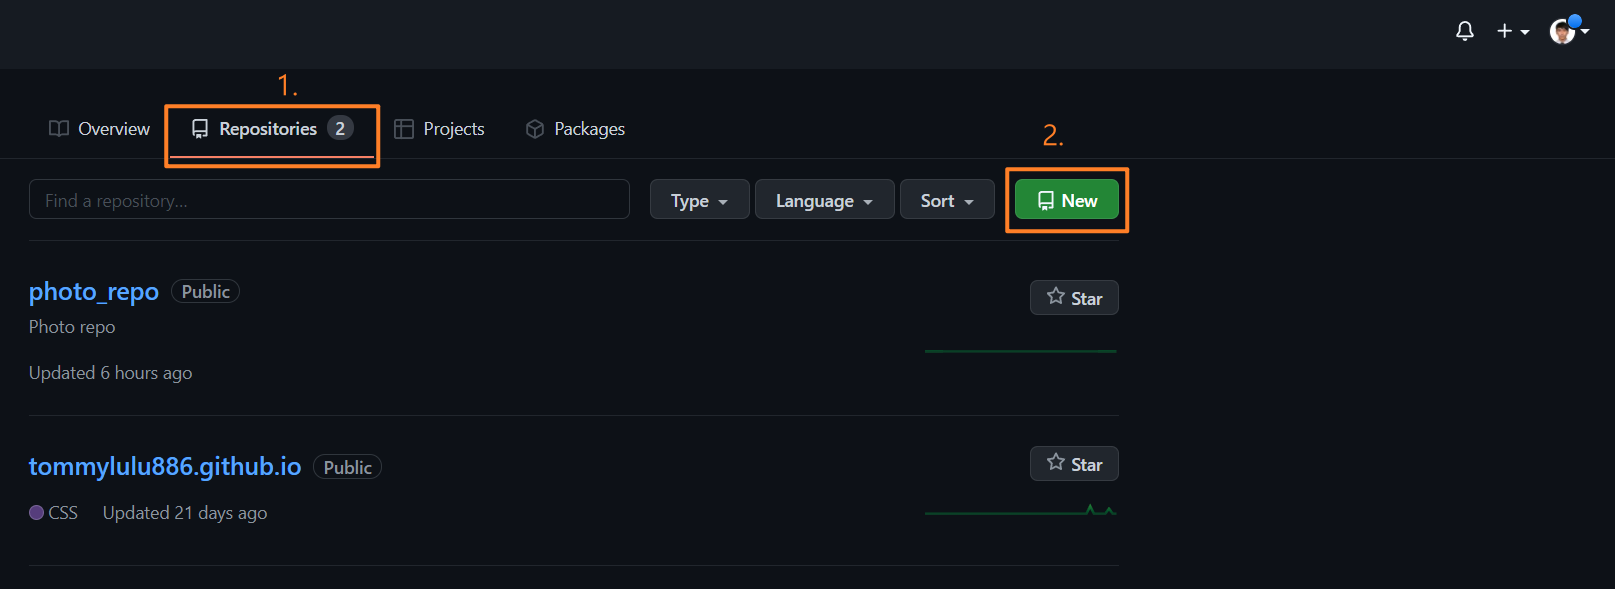 1.
Overview Repositories 2 Projects Packages
2.
Find a repository... Type Language Sort New
photo_repo Public Star
Photo repo
Updated 6 hours ago
tommylulu886.github.io Public Star
CSS Updated 21 days ago